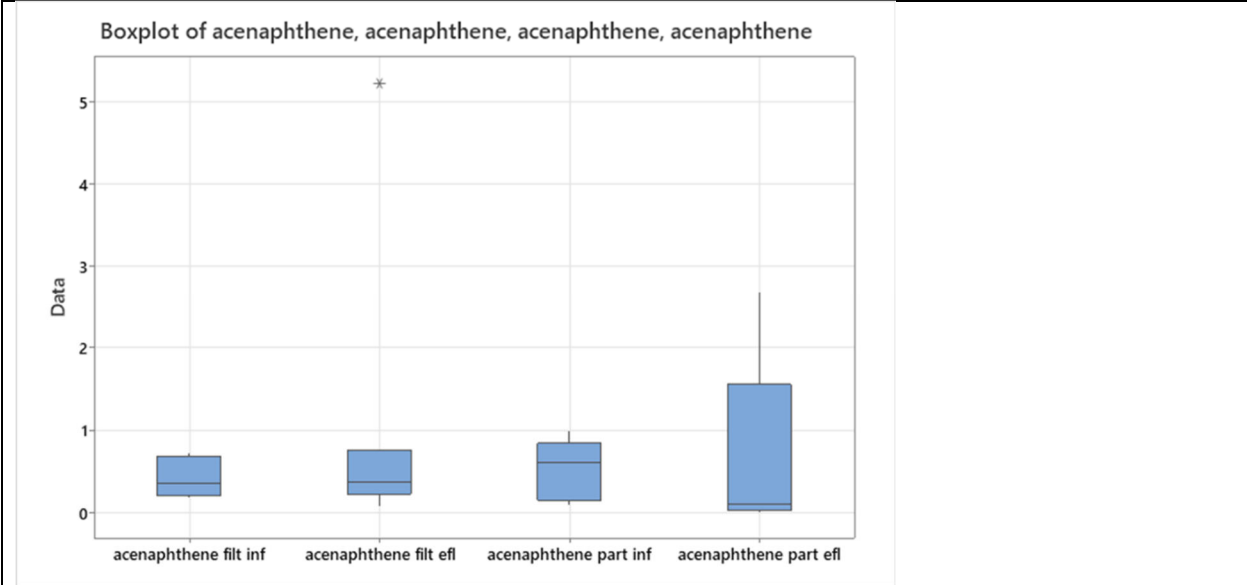 Boxplot of acenaphthene, acenaphthene, acenaphthene, acenaphthene
5
4
3
2
1
0
Data
acenaphthene filt inf
acenaphthene filt efl
acenaphthene part inf
acenaphthene part efl